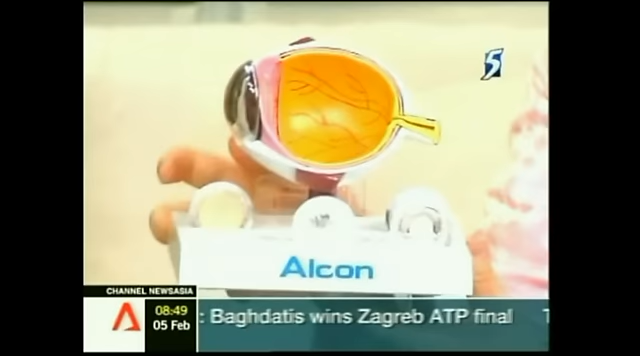 5
Alcon
CHANNEL NEWSASIA
08:49
05 Feb
: Baghdatis wins Zagreb ATP final